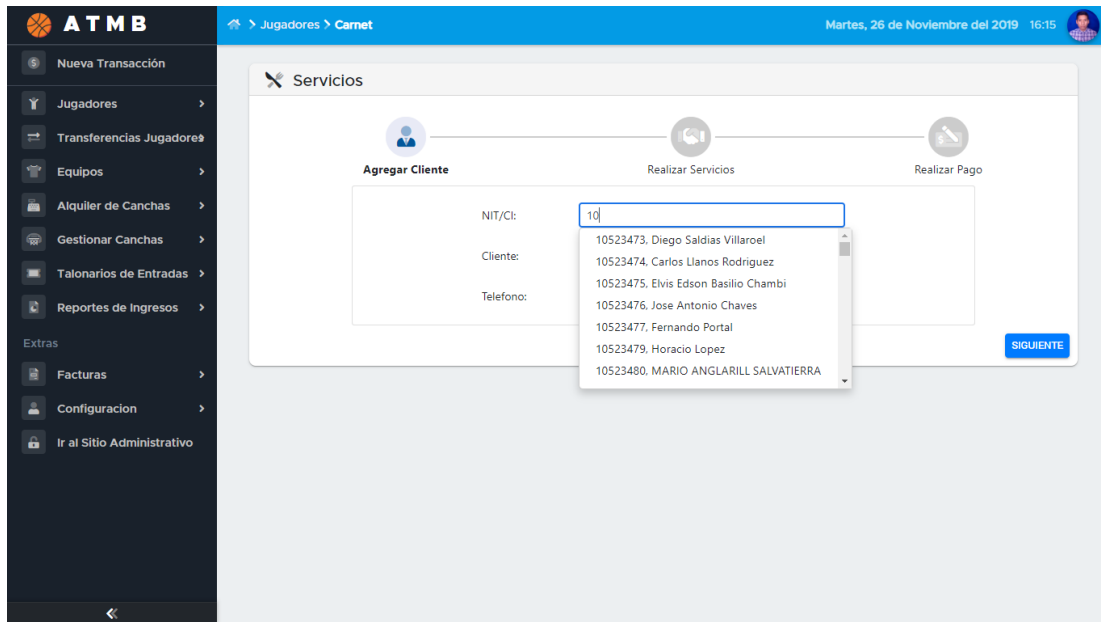 ATMB
> Jugadores > Carnet
Martes, 26 de Noviembre del 2019 16:15
Nueva Transacción
Jugadores
Transferencias Jugadores
Equipos
Alquiler de Canchas
Gestionar Canchas
Talonarios de Entradas
Reportes de Ingresos
Extras
Facturas
Configuracion
Ir al Sitio Administrativo
Servicios
Agregar Cliente
Realizar Servicios
Realizar Pago
NIT/CI:
10
Cliente:
Telefono:
10523473, Diego Saldias Villaroel
10523474, Carlos Llanos Rodriguez
10523475, Elvis Edson Basilio Chambi
10523476, Jose Antonio Chaves
10523477, Fernando Portal
10523479, Horacio Lopez
10523480, MARIO ANGLARILL SALVATIERRA
SIGUIENTE